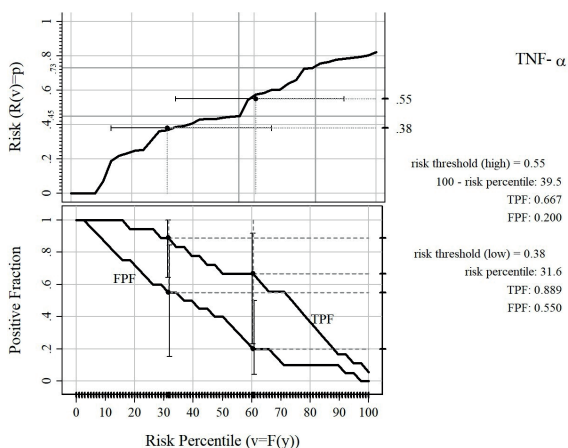 TNF- α
Risk (R(v)=p)
1
.8
.73
.6
.4
.45
.2
0
.55
.38
risk threshold (high) = 0.55
100 - risk percentile: 39.5
TPF: 0.667
FPF: 0.200
risk threshold (low) = 0.38
risk percentile: 31.6
TPF: 0.889
FPF: 0.550
Positive Fraction
1
.8
.6
.4
.2
0
FPF
TPF
0 10 20 30 40 50 60 70 80 90 100
Risk Percentile (v=F(y))